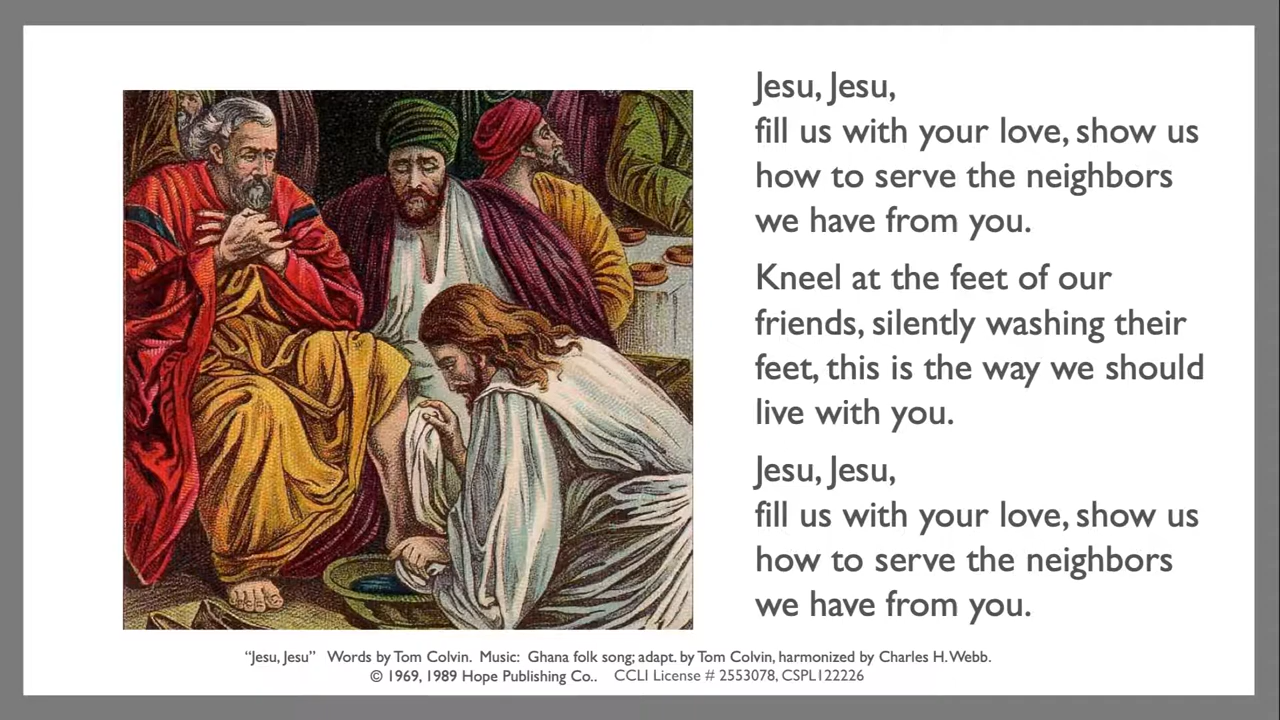 Jesu, Jesu,
fill us with your love, show us
how to serve the neighbors
we have from you.
Kneel at the feet of our
friends, silently washing their
feet, this is the way we should
live with you.
Jesu, Jesu,
fill us with your love, show us
how to serve the neighbors
we have from you.
“Jesu, Jesu” Words by Tom Colvin. Music: Ghana folk song; adapt. by Tom Colvin, harmonized by Charles H. Webb.
© 1969, 1989 Hope Publishing Co.. CCLI License # 2553078, CSPL122226